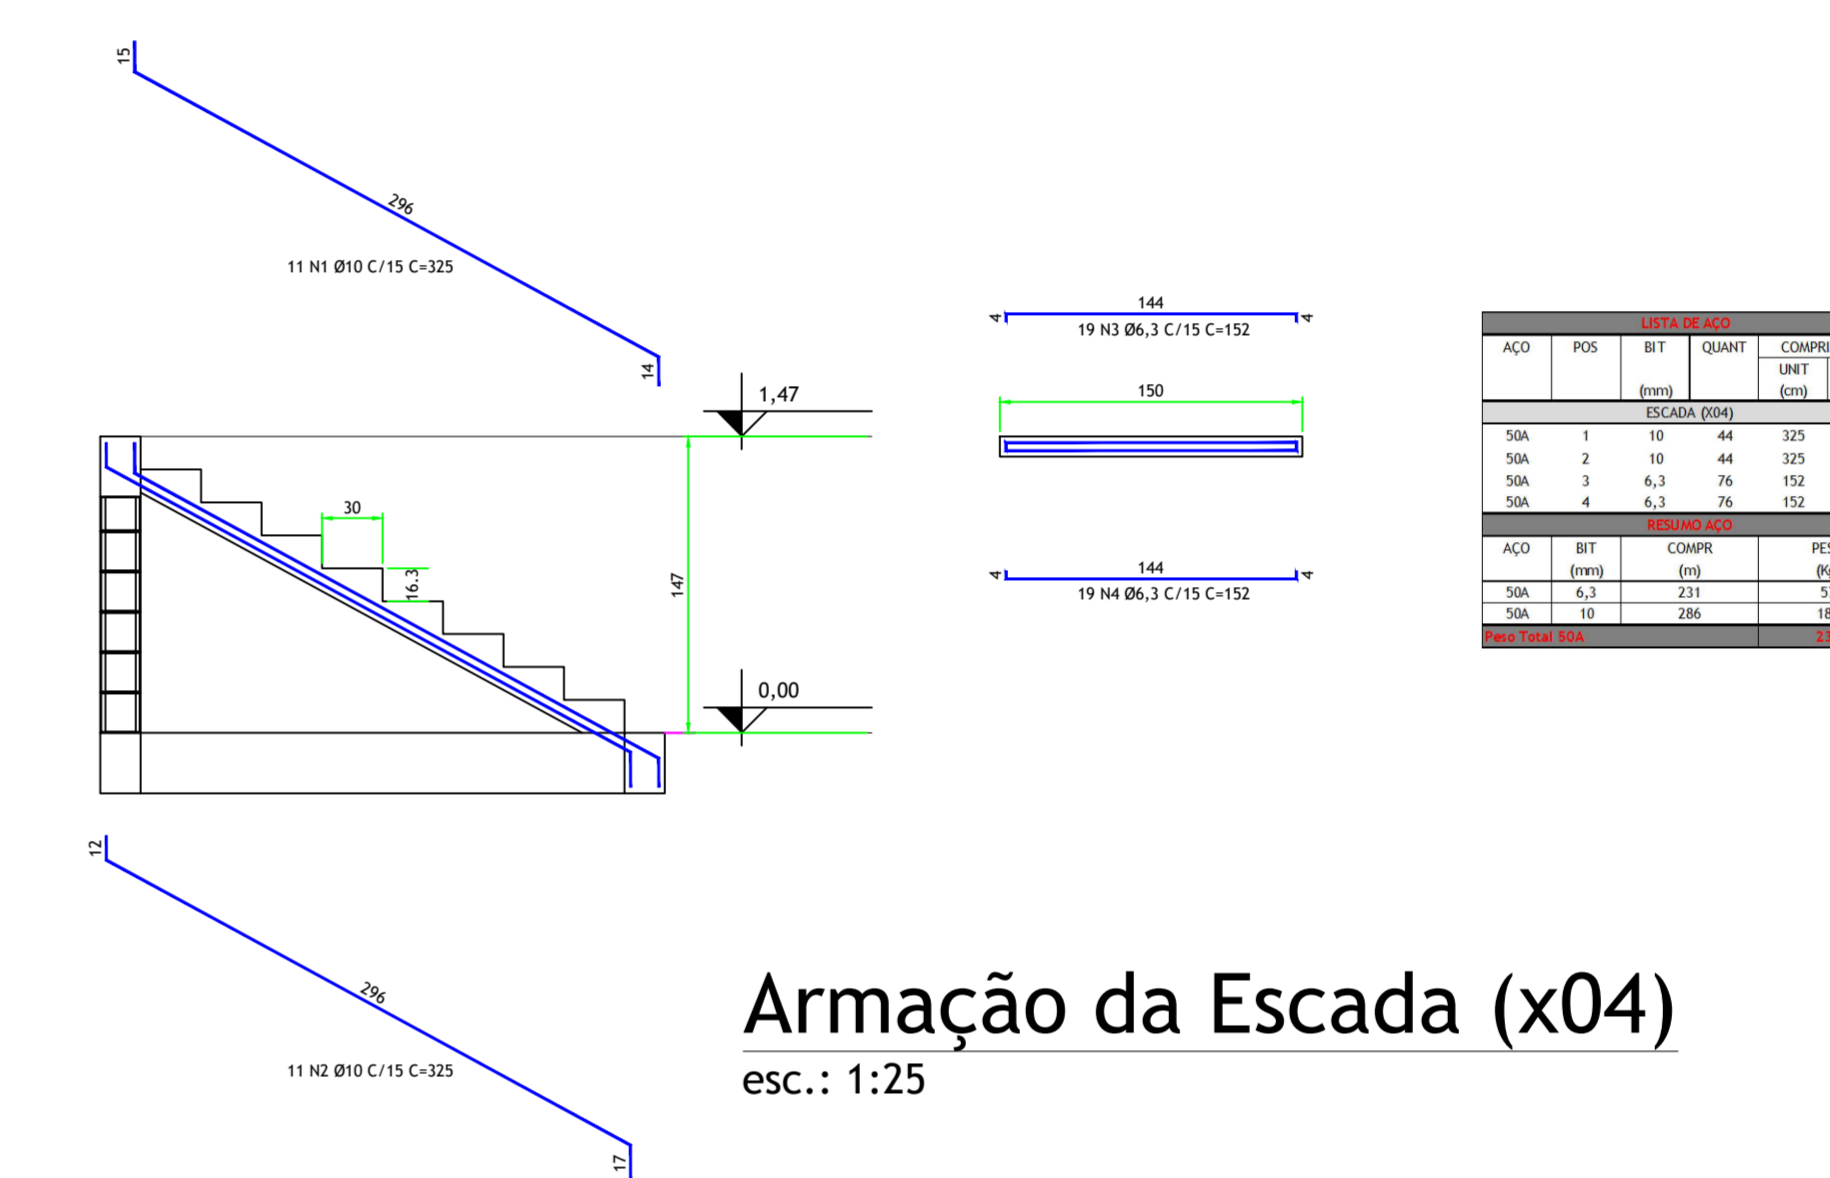 15
296
11 N1 Ø10 C/15 C=325
14
1,47
30
16.3
147
0,00
12
296
11 N2 Ø10 C/15 C=325
17
144
4 4
19 N3 Ø6,3 C/15 C=152
150
144
4 4
19 N4 Ø6,3 C/15 C=152
LISTA DE AÇO
AÇO POS BIT QUANT COMPRI
UNIT
(mm) (cm)
ESCADA (X04)
50A 1 10 44 325
50A 2 10 44 325
50A 3 6,3 76 152
50A 4 6,3 76 152
RESUMO AÇO
AÇO BIT COMPR PES
(mm) (m) (K
50A 6,3 231 5
50A 10 286 18
Peso Total 50A 23
Armação da Escada (x04)
esc.: 1:25